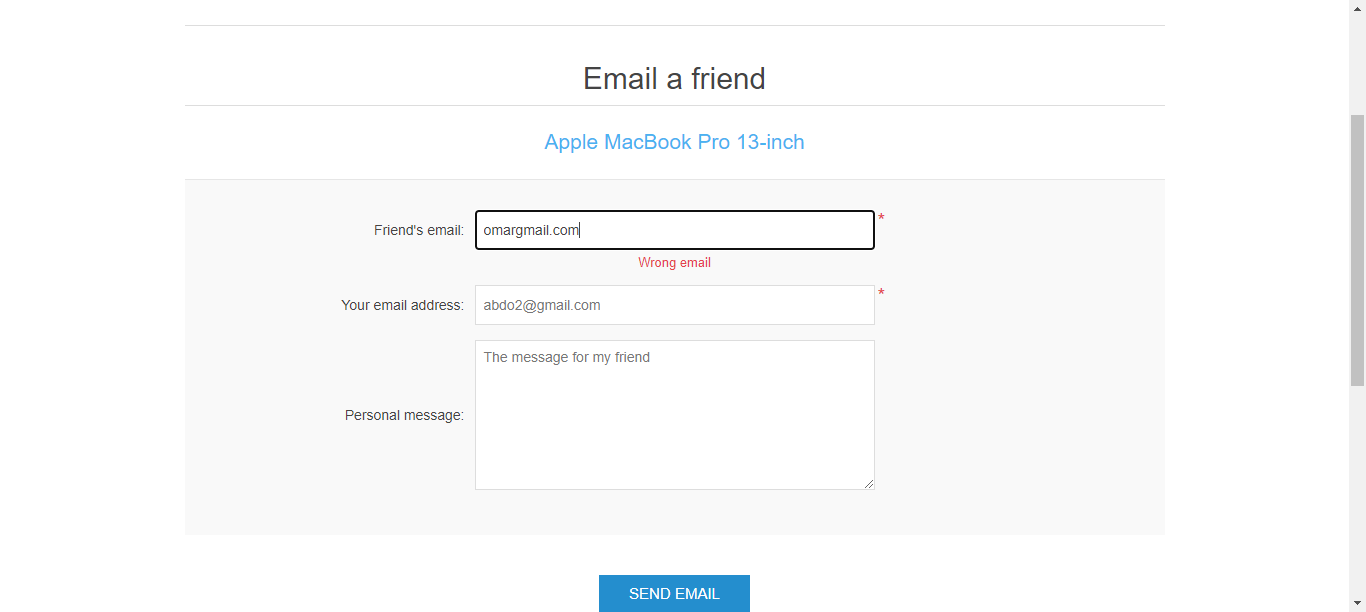 Email a friend
Apple MacBook Pro 13-inch
Friend's email: omargmail.com *
Wrong email
Your email address: abdo2@gmail.com *
The message for my friend
Personal message:
SEND EMAIL